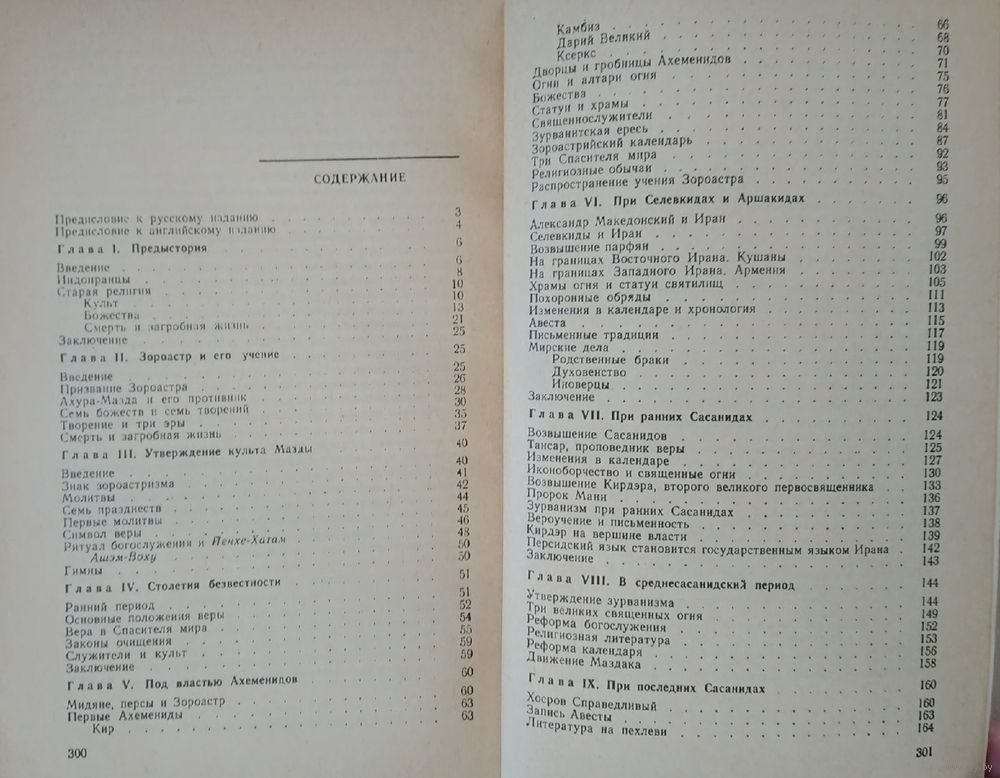 СОДЕРЖАНИЕ
Предисловие к русскому изданию . . . 3
Предисловие к английскому изданию . . . 4
Глава I. Предыстория . . . 6
Введение . . . 6
Индоиранцы . . . 8
Старая религия . . . 10
Культ . . . 10
Божества . . . 13
Смерть и загробная жизнь . . . 21
Заключение . . . 25
Глава II. Зороастр и его учение . . . 25
Введение . . . 25
Призвание Зороастра . . . 26
Ахура-Мазда и его противник . . . 28
Семь божеств и семь творений . . . 30
Творение и три эры . . . 35
Смерть и загробная жизнь . . . 37
Глава III. Утверждение культа Мазды . . . 40
Введение . . . 40
Знак зороастризма . . . 41
Молитвы . . . 42
Семь празднеств . . . 44
Первые молитвы . . . 45
Символ веры . . . 46
Ритуал богослужения и Йенхе-Хатам . . . 48
Ашэм-Воху . . . 50
Гимны . . . 50
Глава IV. Столетия безвестности . . . 51
Ранний период . . . 51
Основные положения веры . . . 52
Вера в Спасителя мира . . . 54
Законы очищения . . . 55
Служители и культ . . . 59
Заключение . . . 59
Глава V. Под властью Ахеменидов . . . 60
Мидяне, персы и Зороастр . . . 60
Первые Ахемениды . . . 63
Кир . . . 63
300
Камбиз . . . 66
Дарий Великий . . . 68
Ксеркс . . . 70
Дворцы и гробницы Ахеменидов . . . 71
Огни и алтари огня . . . 75
Божества . . . 76
Статуи и храмы . . . 77
Священнослужители . . . 81
Зурванитская ересь . . . 84
Зороастрийский календарь . . . 87
Три Спасителя мира . . . 92
Религиозные обычаи . . . 93
Распространение учения Зороастра . . . 95
Глава VI. При Селевкидах и Аршакидах . . . 96
Александр Македонский и Иран . . . 96
Селевкиды и Иран . . . 97
Возвышение парфян . . . 99
На границах Восточного Ирана. Кушаны . . . 102
На границах Западного Ирана. Армения . . . 103
Храмы огня и статуи святилищ . . . 105
Похоронные обряды . . . 111
Изменения в календаре и хронология . . . 113
Авеста . . . 115
Письменные традиции . . . 117
Мирские дела . . . 119
Родственные браки . . . 119
Духовенство . . . 120
Иноверцы . . . 121
Заключение . . . 123
Глава VII. При ранних Сасанидах . . . 124
Возвышение Сасанидов . . . 124
Тансар, проповедник веры . . . 125
Изменения в календаре . . . 127
Иконоборчество и священные огни . . . 130
Возвышение Кирдэра, второго великого первосвященника . . . 133
Пророк Мани . . . 136
Зурванизм при ранних Сасанидах . . . 137
Вероучение и письменность . . . 138
Кирдэр на вершине власти . . . 139
Персидский язык становится государственным языком Ирана . . . 142
Заключение . . . 143
Глава VIII. В среднесасанидский период . . . 144
Утверждение зурванизма . . . 144
Три великих священных огня . . . 149
Реформа богослужения . . . 152
Религиозная литература . . . 153
Реформа календаря . . . 156
Движение Маздака . . . 158
Глава IX. При последних Сасанидах . . . 160
Хосров Справедливый . . . 160
Запись Авесты . . . 163
Литература на пехлеви . . . 164
301